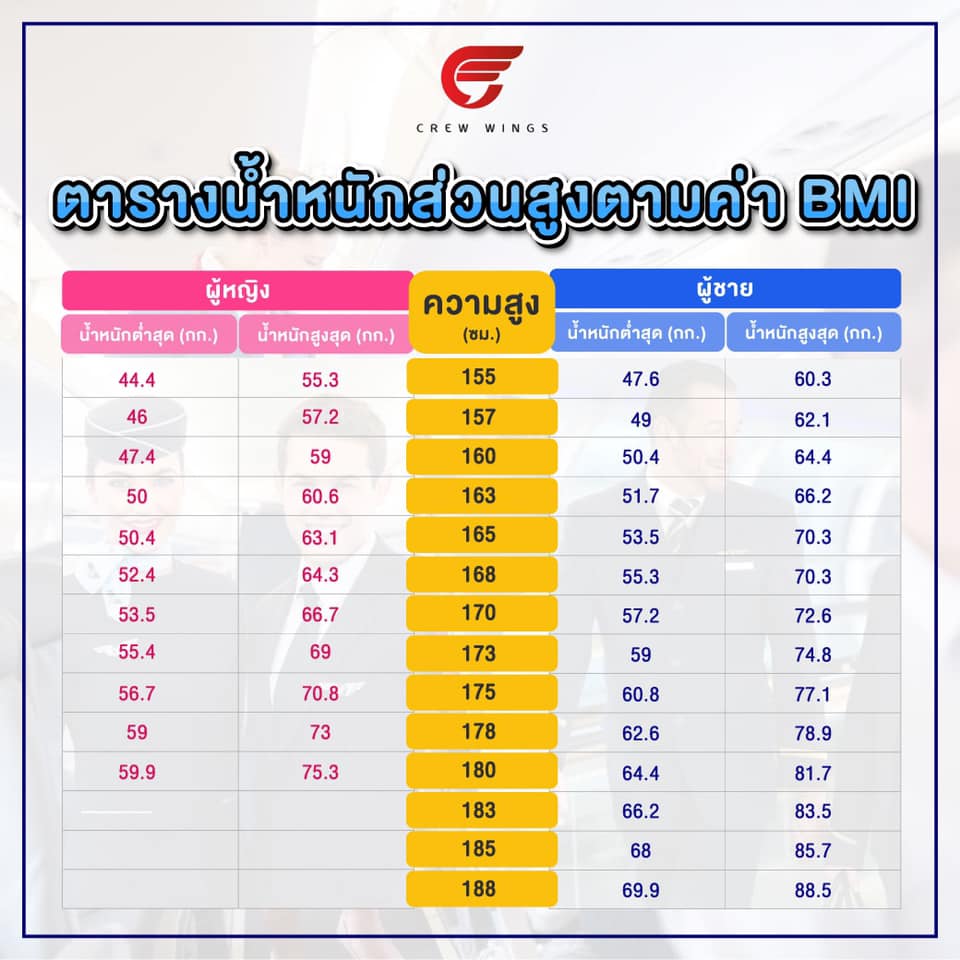 CREW WINGS
ตารางน้ำหนักส่วนสูงตามค่า BMI
ผู้หญิง ความสูง (ซม.) ผู้ชาย
น้ำหนักต่ำสุด (กก.) น้ำหนักสูงสุด (กก.) น้ำหนักต่ำสุด (กก.) น้ำหนักสูงสุด (กก.)
44.4 55.3 155 47.6 60.3
46 57.2 157 49 62.1
47.4 59 160 50.4 64.4
50 60.6 163 51.7 66.2
50.4 63.1 165 53.5 70.3
52.4 64.3 168 55.3 70.3
53.5 66.7 170 57.2 72.6
55.4 69 173 59 74.8
56.7 70.8 175 60.8 77.1
59 73 178 62.6 78.9
59.9 75.3 180 64.4 81.7
183 66.2 83.5
185 68 85.7
188 69.9 88.5